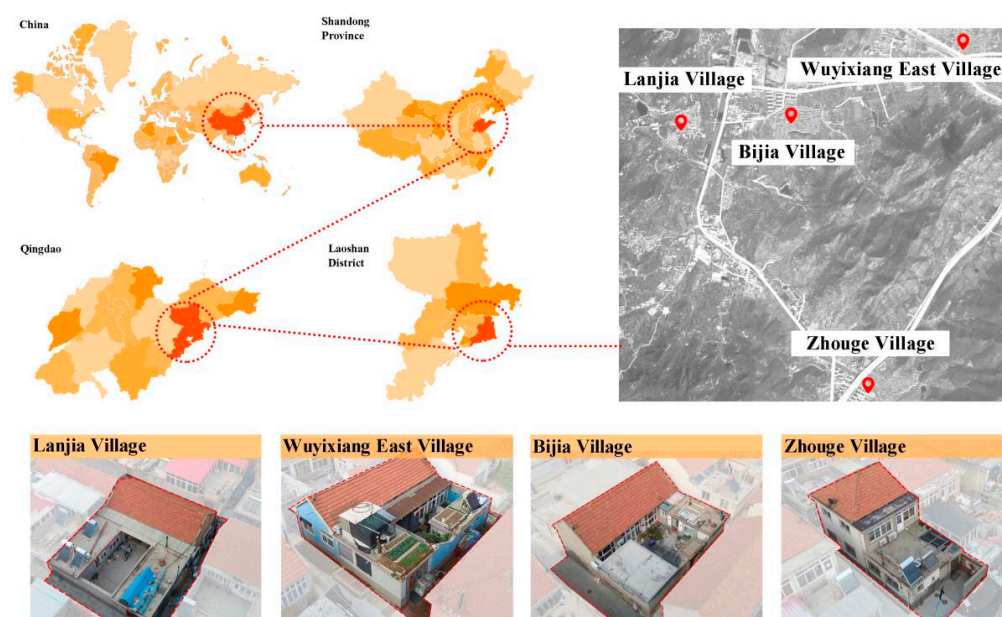 China
Shandong
Province
Lanjia Village
Wuyixiang East Village
Bijia Village
Qingdao
Laoshan
District
Zhouge Village
Lanjia Village
Wuyixiang East Village
Bijia Village
Zhouge Village